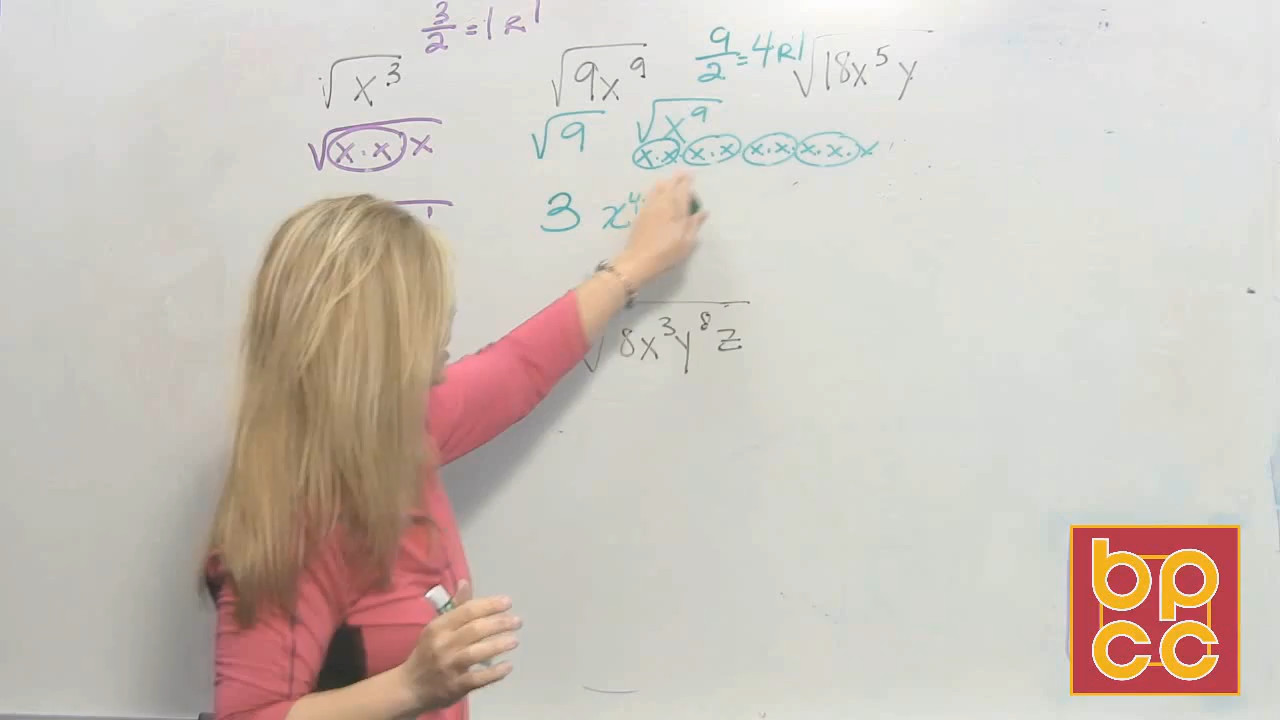 3/2 = 1 R 1
√x³ √9x⁹ 9/2 = 4 R 1 √18x⁵y
√x·x x √9 √x⁹
x·x·x·x·x·x·x·x·x
3 x⁴
√8x³y⁸z
bp
cc